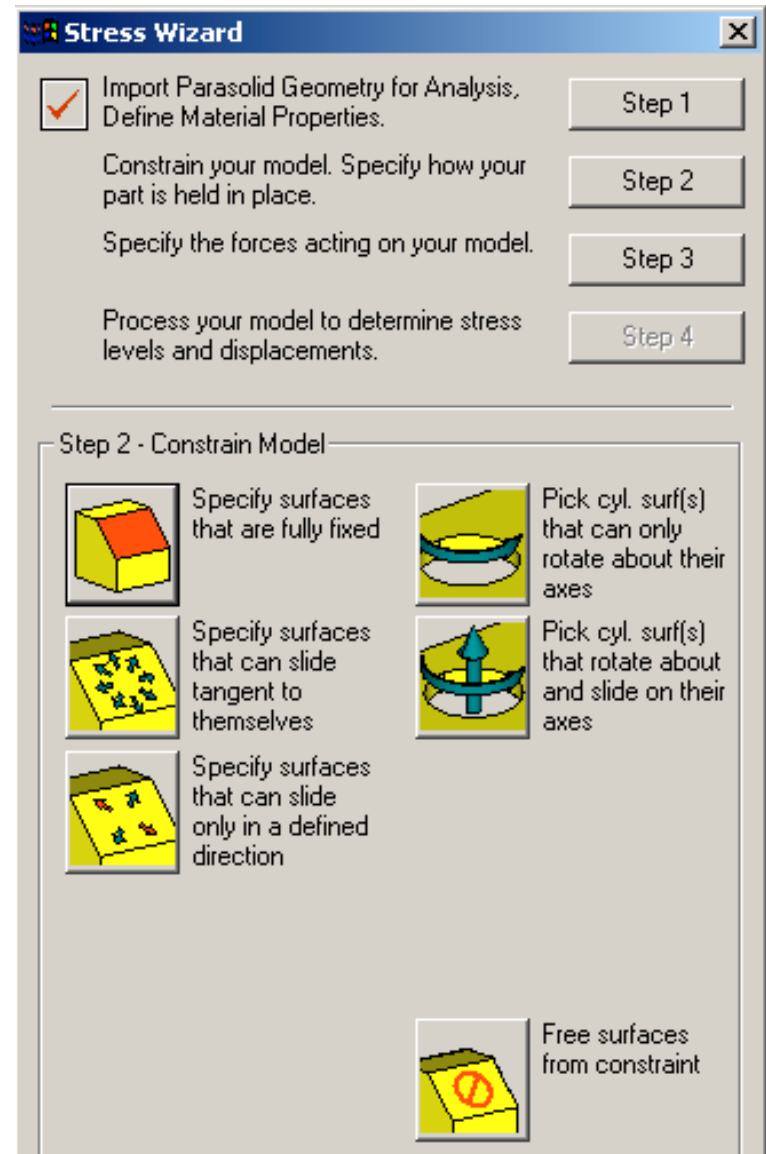 Stress Wizard
Import Parasolid Geometry for Analysis,
Define Material Properties.
Step 1
Constrain your model. Specify how your
part is held in place.
Step 2
Specify the forces acting on your model.
Step 3
Process your model to determine stress
levels and displacements.
Step 4
Step 2 - Constrain Model
Specify surfaces
that are fully fixed
Pick cyl. surf(s)
that can only
rotate about their
axes
Specify surfaces
that can slide
tangent to
themselves
Pick cyl. surf(s)
that rotate about
and slide on their
axes
Specify surfaces
that can slide
only in a defined
direction
Free surfaces
from constraint